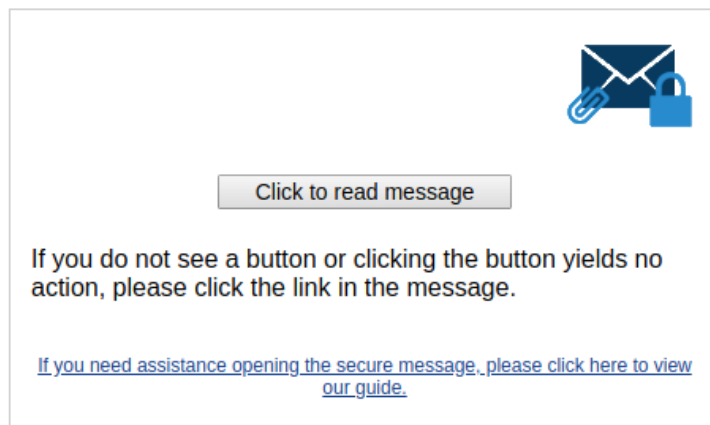 Click to read message
If you do not see a button or clicking the button yields no
action, please click the link in the message.
If you need assistance opening the secure message, please click here to view
our guide.